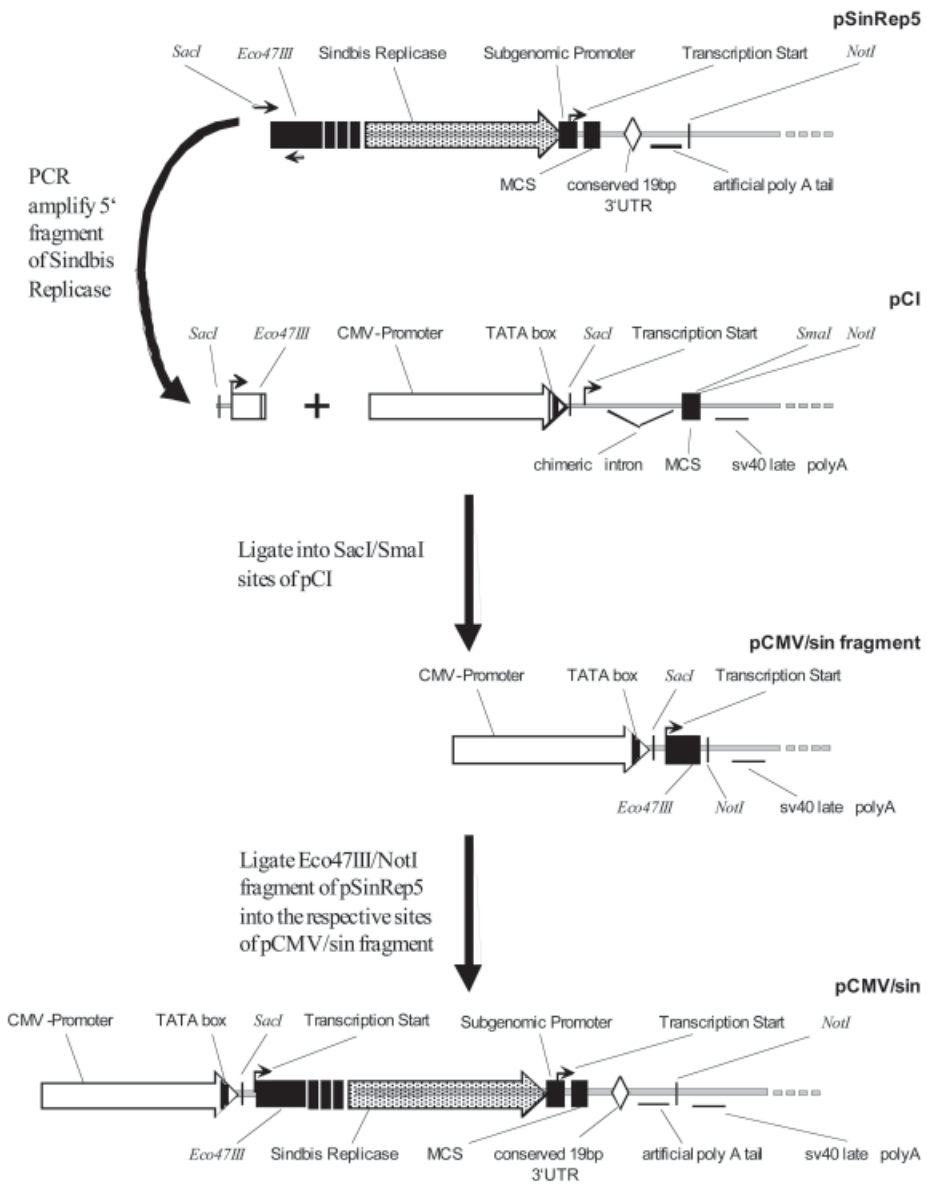 pSinRep5
SacI Eco47III Sindbis Replicase Subgenomic Promoter Transcription Start NotI
MCS conserved 19bp artificial poly A tail
3'UTR
PCR
amplify 5'
fragment
of Sindbis
Replicase
pCI
SacI Eco47III CMV-Promoter TATA box SacI Transcription Start SmaI NotI
+
chimeric intron MCS sv40 late polyA
Ligate into SacI/SmaI
sites of pCI
pCMV/sin fragment
CMV-Promoter TATA box SacI Transcription Start
Eco47III NotI sv40 late polyA
Ligate Eco47III/NotI
fragment of pSinRep5
into the respective sites
of pCMV/sin fragment
pCMV/sin
CMV-Promoter TATA box SacI Transcription Start Subgenomic Promoter Transcription Start NotI
Eco47III Sindbis Replicase MCS conserved 19bp artificial poly A tail sv40 late polyA
3'UTR